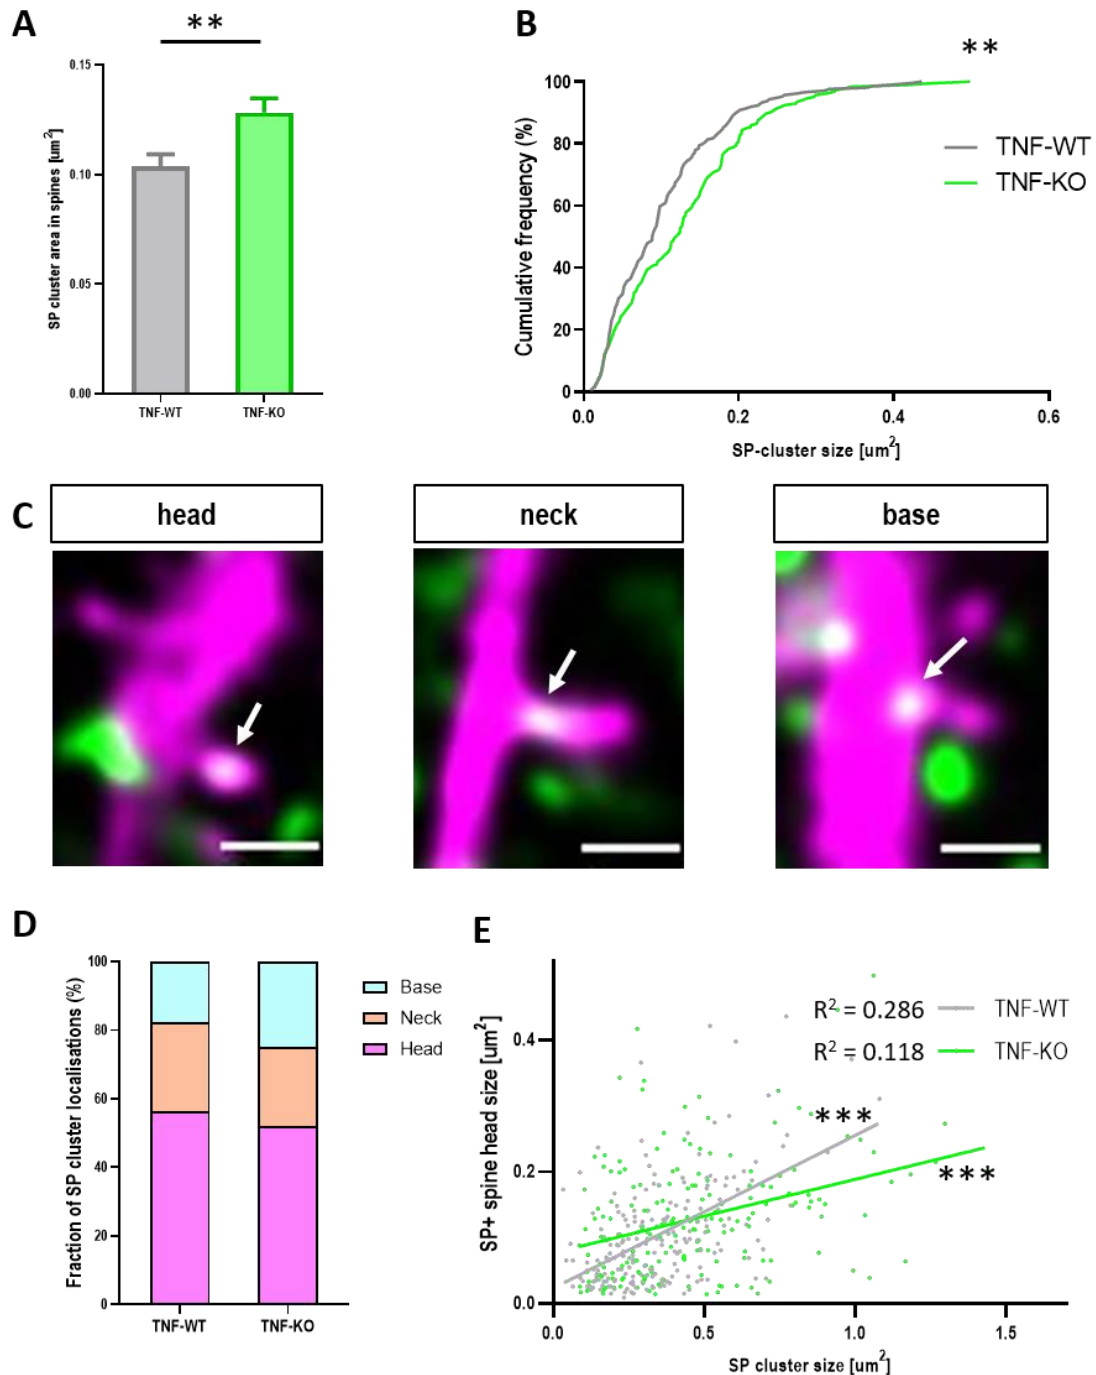 A
**
0.15
0.10
0.05
0.00
SP cluster area in spines [um²]
TNF-WT TNF-KO
B
**
100
80
60
40
20
0
Cumulative frequency (%)
TNF-WT
TNF-KO
0.0 0.2 0.4 0.6
SP-cluster size [um²]
C
head neck base
D
100
80
60
40
20
0
Fraction of SP cluster localisations (%)
Base
Neck
Head
TNF-WT TNF-KO
E
0.4
0.2
0.0
SP+ spine head size [um²]
R² = 0.286 TNF-WT
R² = 0.118 TNF-KO
***
***
0.0 0.5 1.0 1.5
SP cluster size [um²]